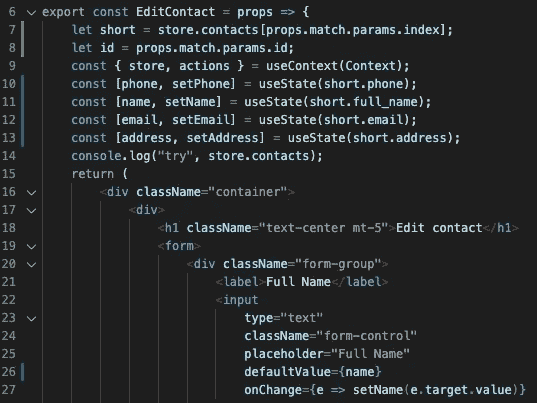 6 export const EditContact = props => {
7 let short = store.contacts[props.match.params.index];
8 let id = props.match.params.id;
9 const { store, actions } = useContext(Context);
10 const [phone, setPhone] = useState(short.phone);
11 const [name, setName] = useState(short.full_name);
12 const [email, setEmail] = useState(short.email);
13 const [address, setAddress] = useState(short.address);
14 console.log("try", store.contacts);
15 return (
16 <div className="container">
17 <div>
18 <h1 className="text-center mt-5">Edit contact</h1>
19 <form>
20 <div className="form-group">
21 <label>Full Name</label>
22 <input
23 type="text"
24 className="form-control"
25 placeholder="Full Name"
26 defaultValue={name}
27 onChange={e => setName(e.target.value)}